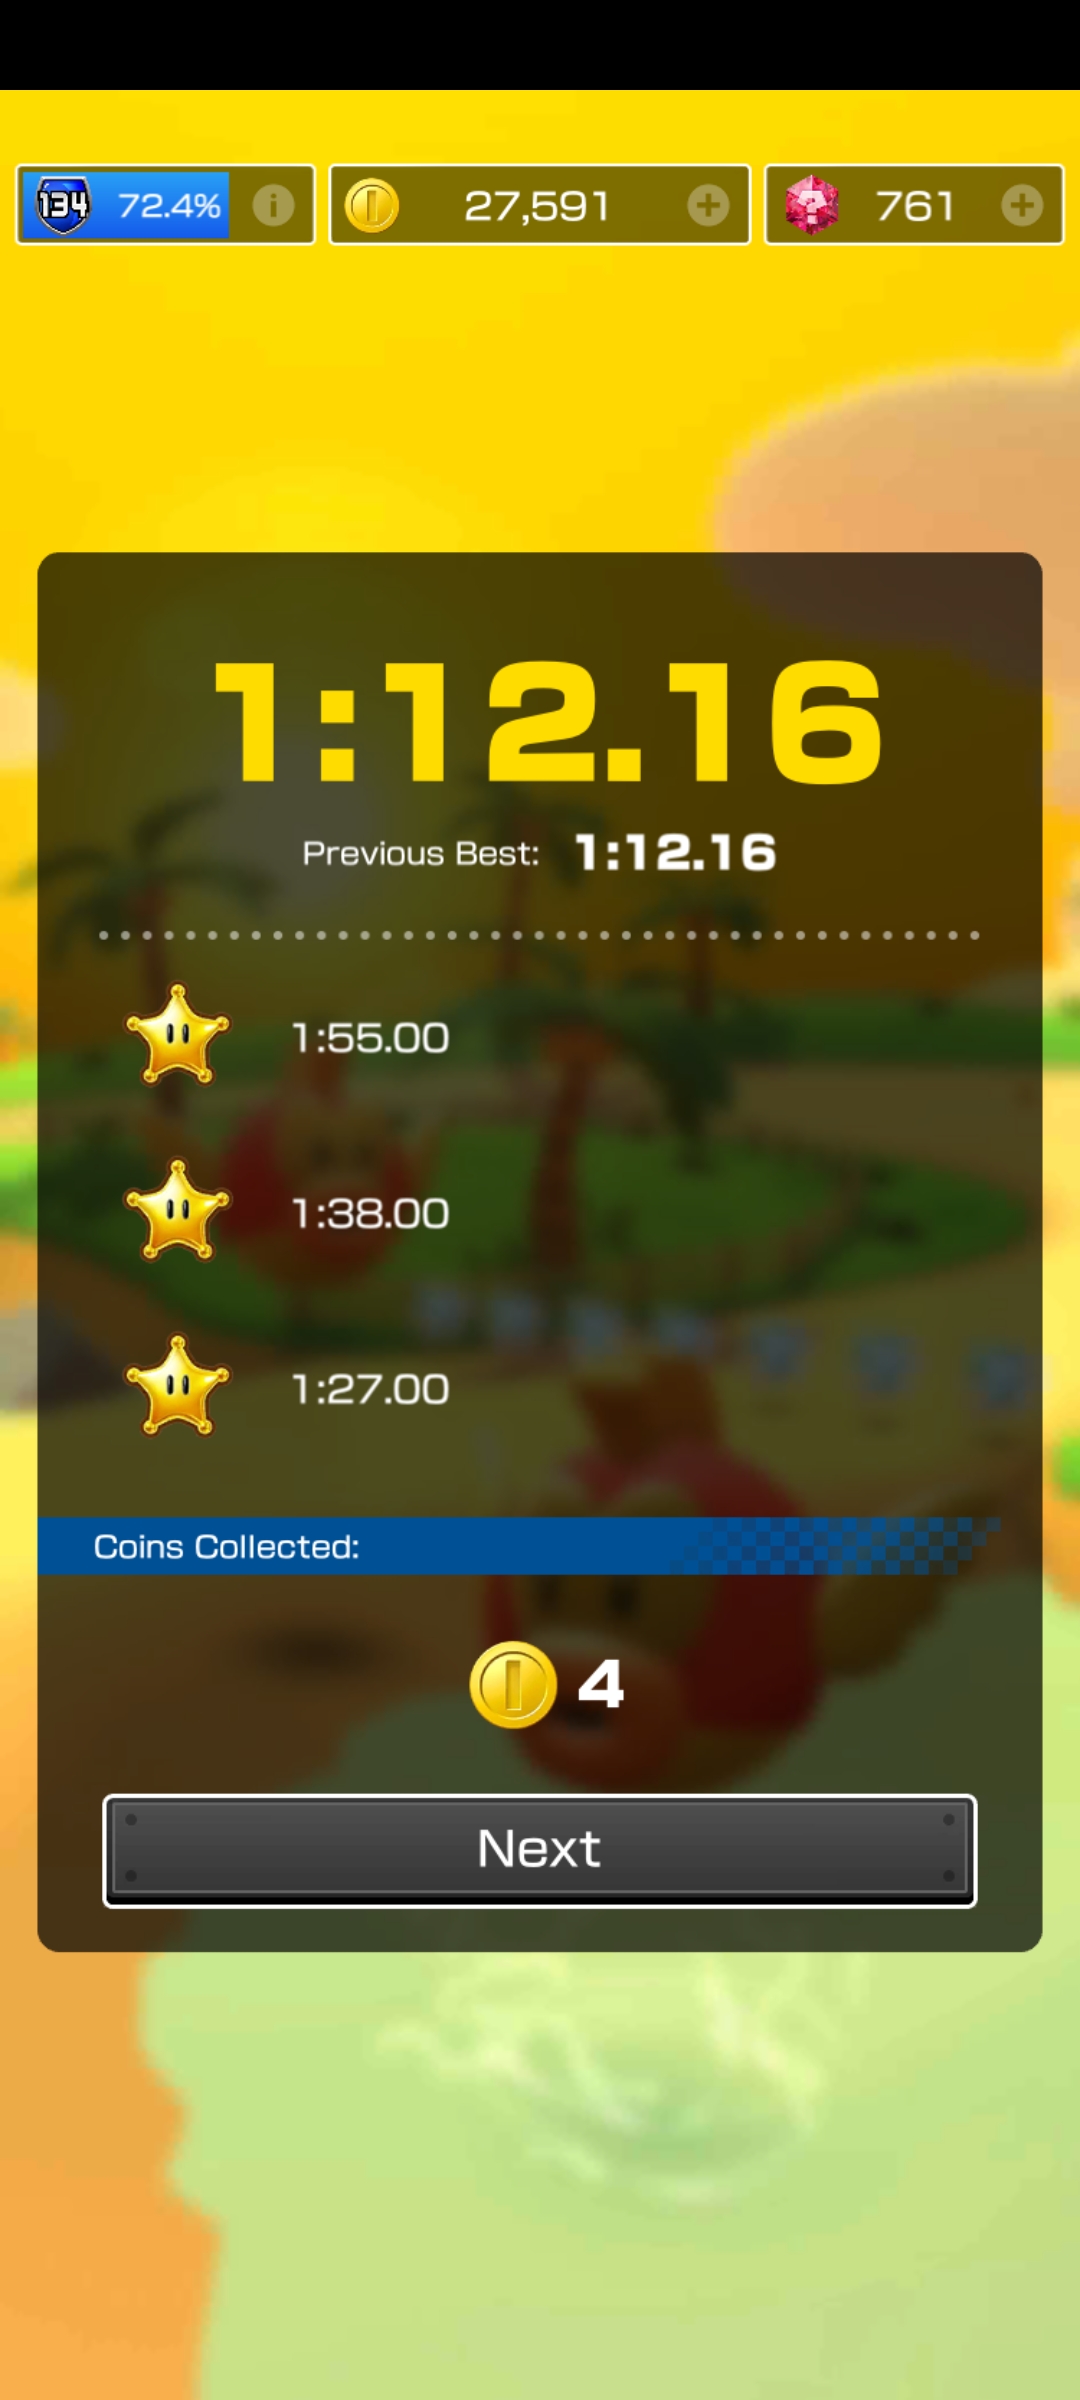 134 72.4% i 27,591 + ? 761 +
1:12.16
Previous Best: 1:12.16
1:55.00
1:38.00
1:27.00
Coins Collected:
4
Next